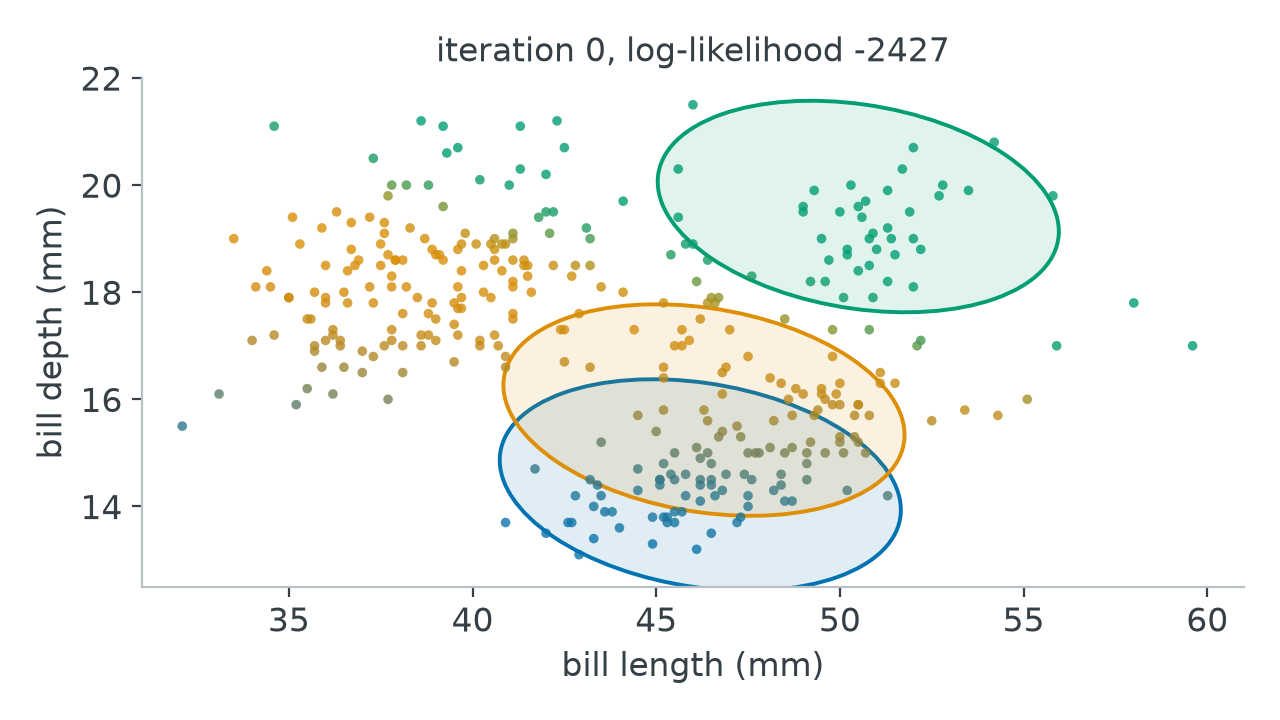 iteration 0, log-likelihood -2427
22
20
18
16
14
bill depth (mm)
35 40 45 50 55 60
bill length (mm)